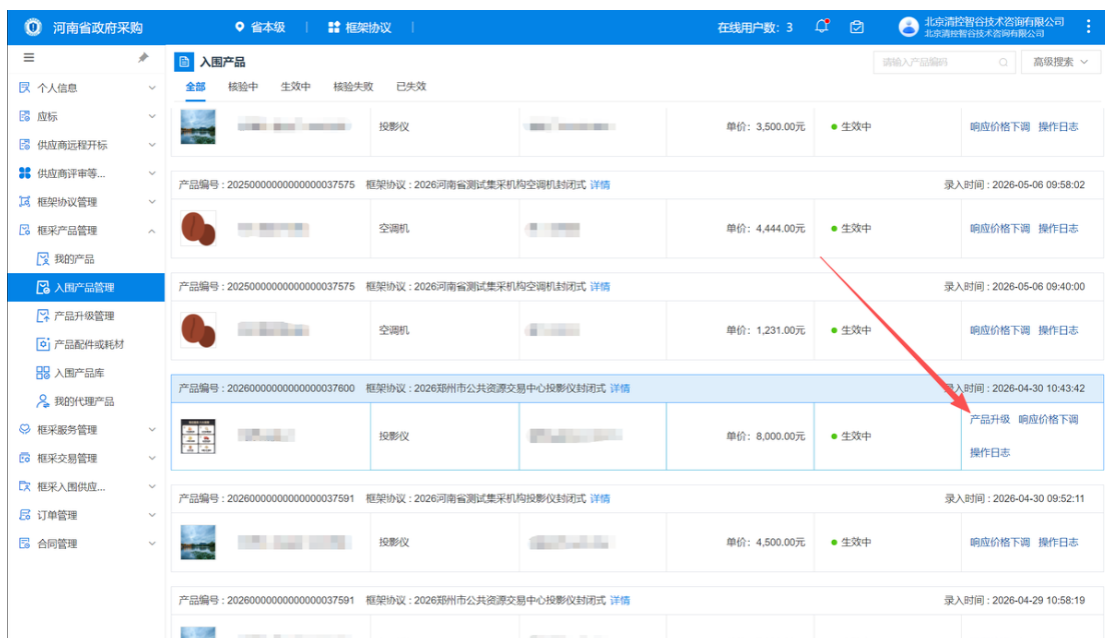 河南省政府采购 省本级 框架协议 在线用户数：3 北京清控智谷技术咨询有限公司
北京清控智谷技术咨询有限公司
入围产品 请输入产品编码 高级搜索
全部 核验中 生效中 核验失败 已失效
个人信息
应标
供应商远程开标
供应商评审等...
框架协议管理
框采产品管理
我的产品
入围产品管理
产品升级管理
产品配件或耗材
入围产品库
我的代理产品
框采服务管理
框采交易管理
框采入围供应...
订单管理
合同管理
投影仪 单价：3,500.00元 生效中 响应价格下调 操作日志
产品编号：20250000000000000037575 框架协议：2026河南省测试集采机构空调机封闭式 详情 录入时间：2026-05-06 09:58:02
空调机 单价：4,444.00元 生效中 响应价格下调 操作日志
产品编号：20250000000000000037575 框架协议：2026河南省测试集采机构空调机封闭式 详情 录入时间：2026-05-06 09:40:00
空调机 单价：1,231.00元 生效中 响应价格下调 操作日志
产品编号：20260000000000000037600 框架协议：2026郑州市公共资源交易中心投影仪封闭式 详情 录入时间：2026-04-30 10:43:42
投影仪 单价：8,000.00元 生效中 产品升级 响应价格下调
操作日志
产品编号：20260000000000000037591 框架协议：2026河南省测试集采机构投影仪封闭式 详情 录入时间：2026-04-30 09:52:11
投影仪 单价：4,500.00元 生效中 响应价格下调 操作日志
产品编号：20260000000000000037591 框架协议：2026郑州市公共资源交易中心投影仪封闭式 详情 录入时间：2026-04-29 10:58:19